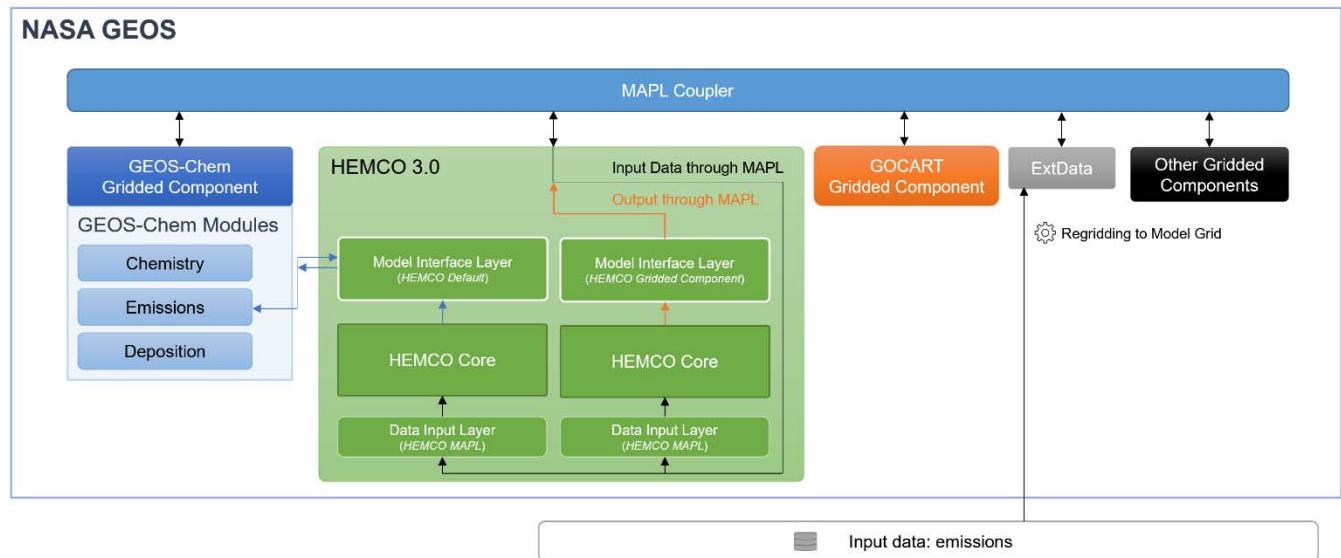 NASA GEOS
MAPL Coupler
GEOS-Chem
Gridded Component
GEOS-Chem Modules
Chemistry
Emissions
Deposition
HEMCO 3.0
Input Data through MAPL
Output through MAPL
Model Interface Layer
(HEMCO Default)
Model Interface Layer
(HEMCO Gridded Component)
HEMCO Core
HEMCO Core
Data Input Layer
(HEMCO MAPL)
Data Input Layer
(HEMCO MAPL)
GOCART
Gridded Component
ExtData
Other Gridded
Components
Regridding to Model Grid
Input data: emissions